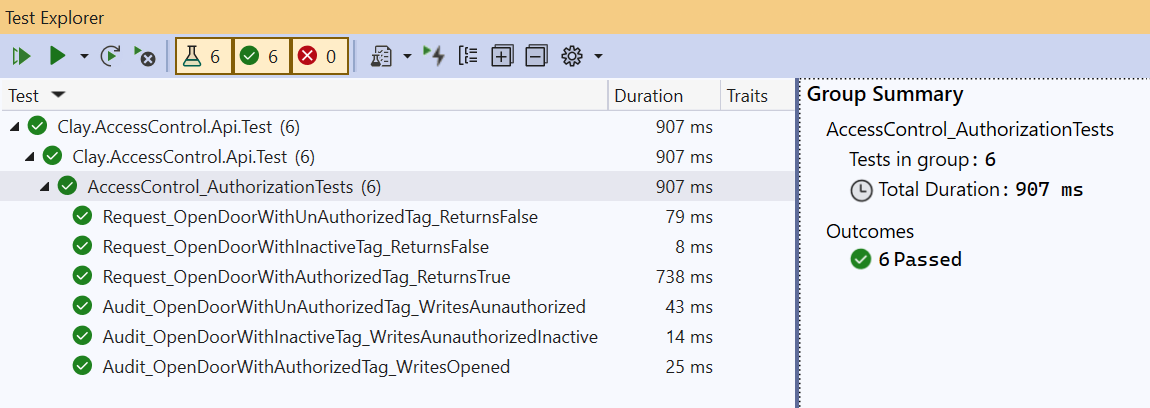 Test Explorer
6 6 0
Test Duration Traits
Clay.AccessControl.Api.Test (6) 907 ms
Clay.AccessControl.Api.Test (6) 907 ms
AccessControl_AuthorizationTests (6) 907 ms
Request_OpenDoorWithUnAuthorizedTag_ReturnsFalse 79 ms
Request_OpenDoorWithInactiveTag_ReturnsFalse 8 ms
Request_OpenDoorWithAuthorizedTag_ReturnsTrue 738 ms
Audit_OpenDoorWithUnAuthorizedTag_WritesAunauthorized 43 ms
Audit_OpenDoorWithInactiveTag_WritesAunauthorizedInactive 14 ms
Audit_OpenDoorWithAuthorizedTag_WritesOpened 25 ms
Group Summary
AccessControl_AuthorizationTests
Tests in group: 6
Total Duration: 907 ms
Outcomes
6 Passed